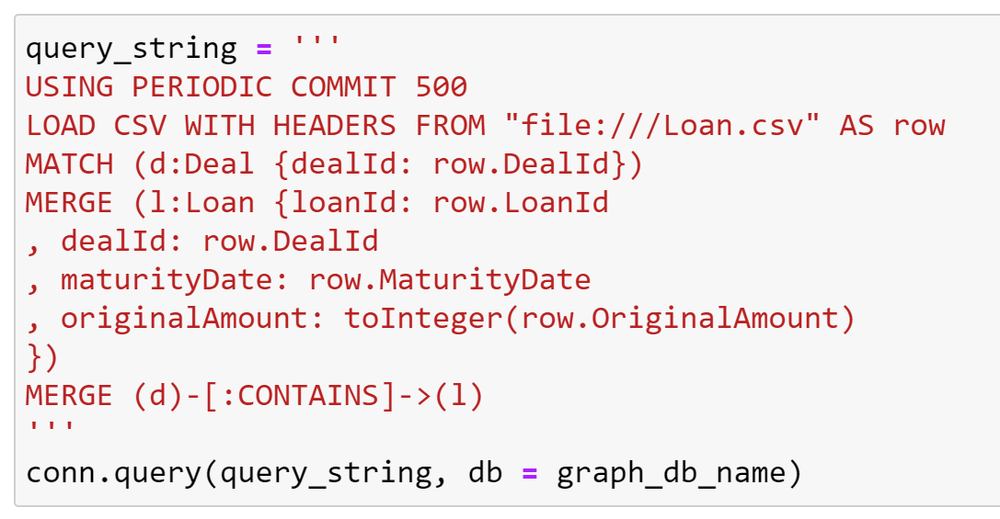 query_string = '''
USING PERIODIC COMMIT 500
LOAD CSV WITH HEADERS FROM "file:///Loan.csv" AS row
MATCH (d:Deal {dealId: row.DealId})
MERGE (l:Loan {loanId: row.LoanId
, dealId: row.DealId
, maturityDate: row.MaturityDate
, originalAmount: toInteger(row.OriginalAmount)
})
MERGE (d)-[:CONTAINS]->(l)
'''
conn.query(query_string, db = graph_db_name)